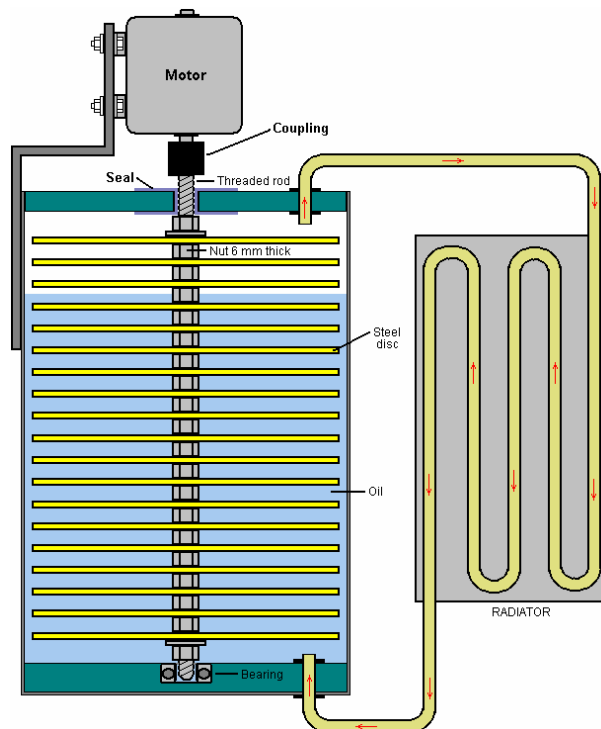 Motor
Coupling
Seal
Threaded rod
Nut 6 mm thick
Steel
disc
Oil
RADIATOR
Bearing